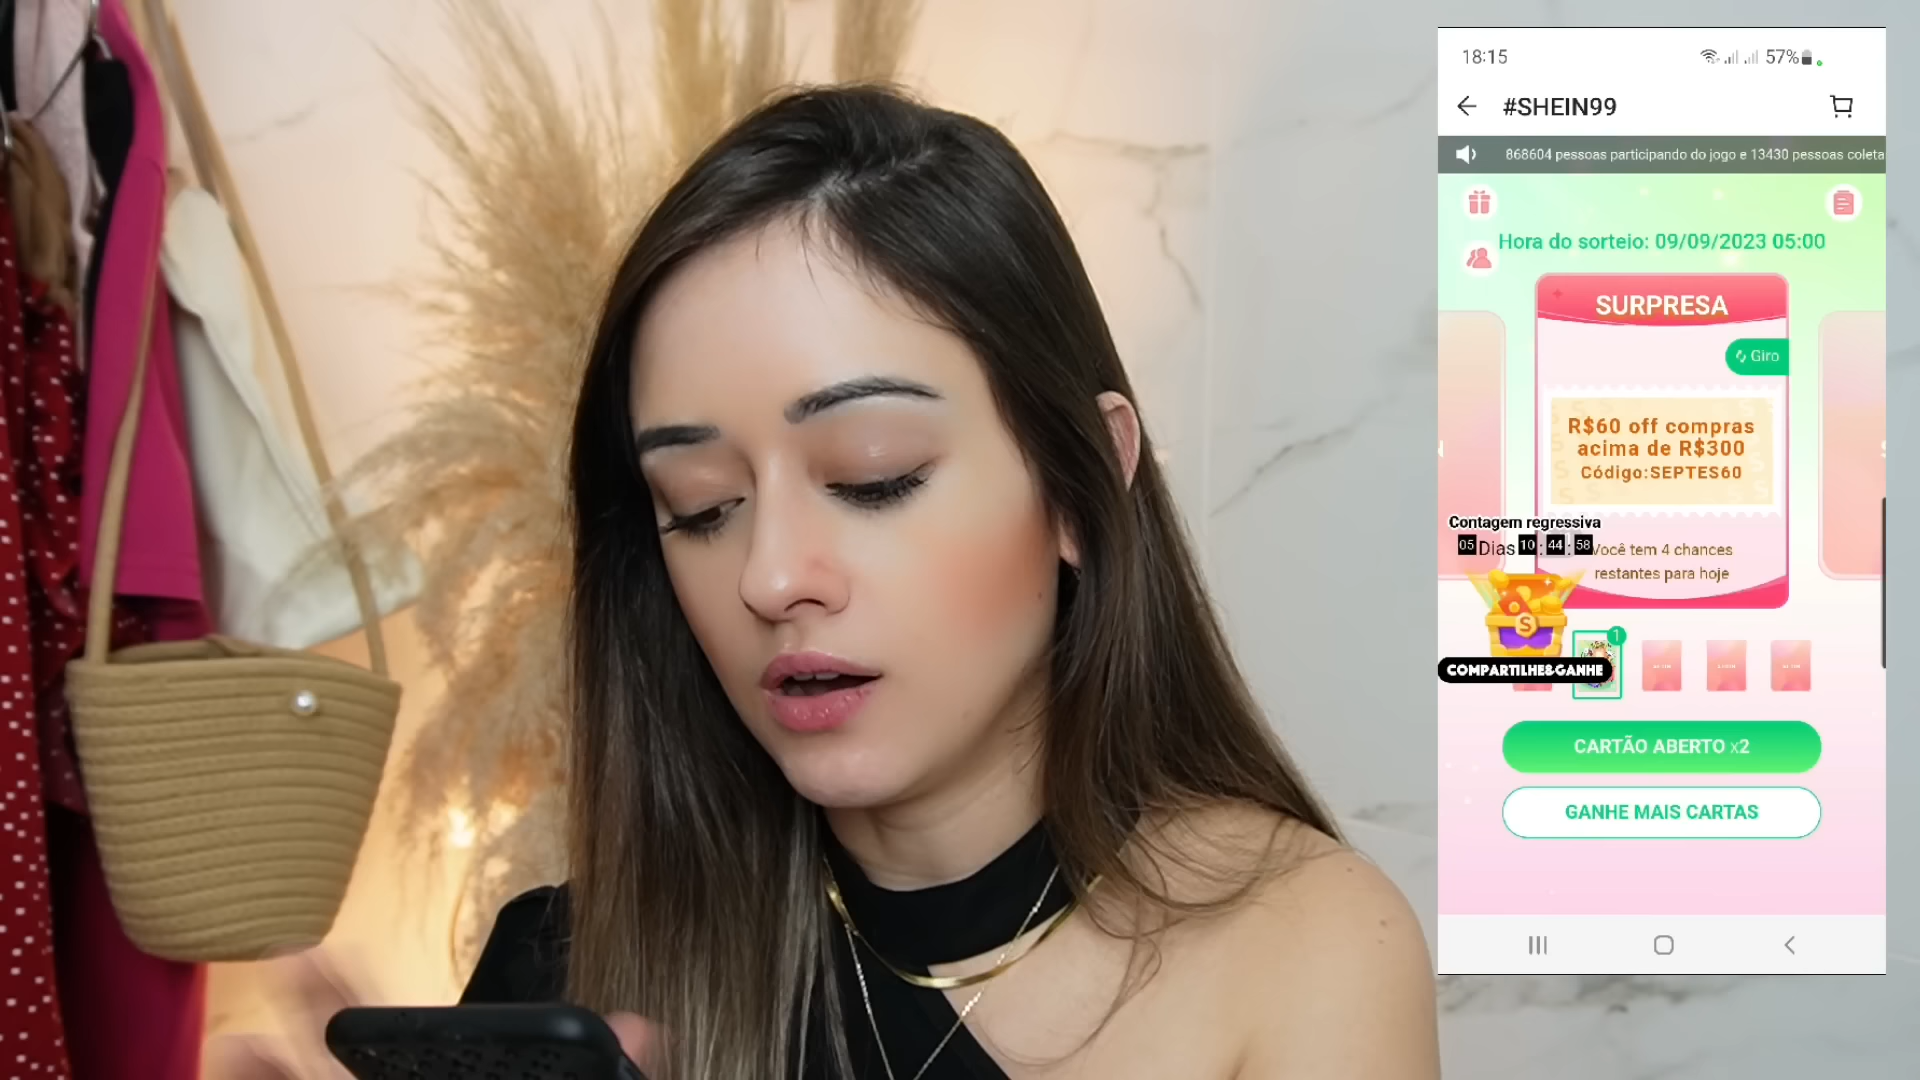 18:15
57%
#SHEIN99
868604 pessoas participando do jogo e 13430 pessoas coleta
Hora do sorteio: 09/09/2023 05:00
SURPRESA
Giro
R$60 off compras
acima de R$300
Código:SEPTES60
Contagem regressiva
05 Dias 10 : 44 : 58
Você tem 4 chances
restantes para hoje
S
1
COMPARTILHE&GANHE
CARTÃO ABERTO x2
GANHE MAIS CARTAS